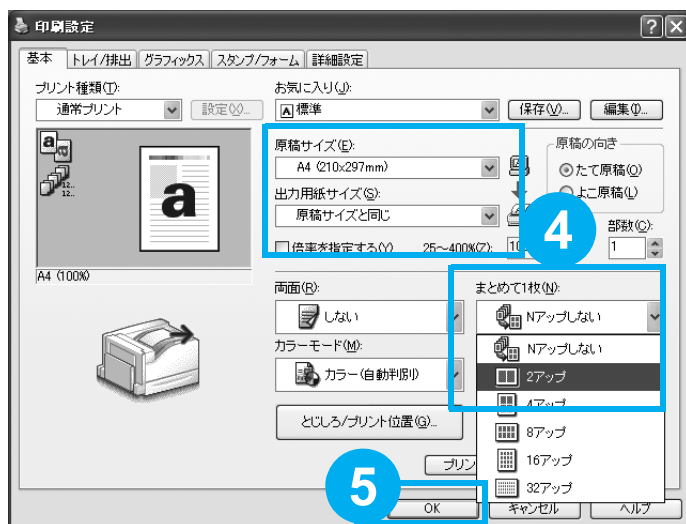 印刷設定
基本 トレイ/排出 グラフィックス スタンプ/フォーム 詳細設定
プリント種類(T):
通常プリント 設定(X)...
お気に入り(J):
A 標準 保存(V)... 編集(I)...
原稿サイズ(E):
A4 (210x297mm)
出力用紙サイズ(S):
原稿サイズと同じ
倍率を指定する(Y) 25～400%(Z):
原稿の向き
たて原稿(O)
よこ原稿(L)
部数(C):
1
4
a
12..
12..
a
A4 (100%)
両面(R):
しない
カラーモード(M):
カラー(自動判別)
とじしろ/プリント位置(G)...
まとめて1枚(N):
Nアップしない
Nアップしない
2アップ
4アップ
8アップ
16アップ
32アップ
プリン
5
OK キャンセル ヘルプ